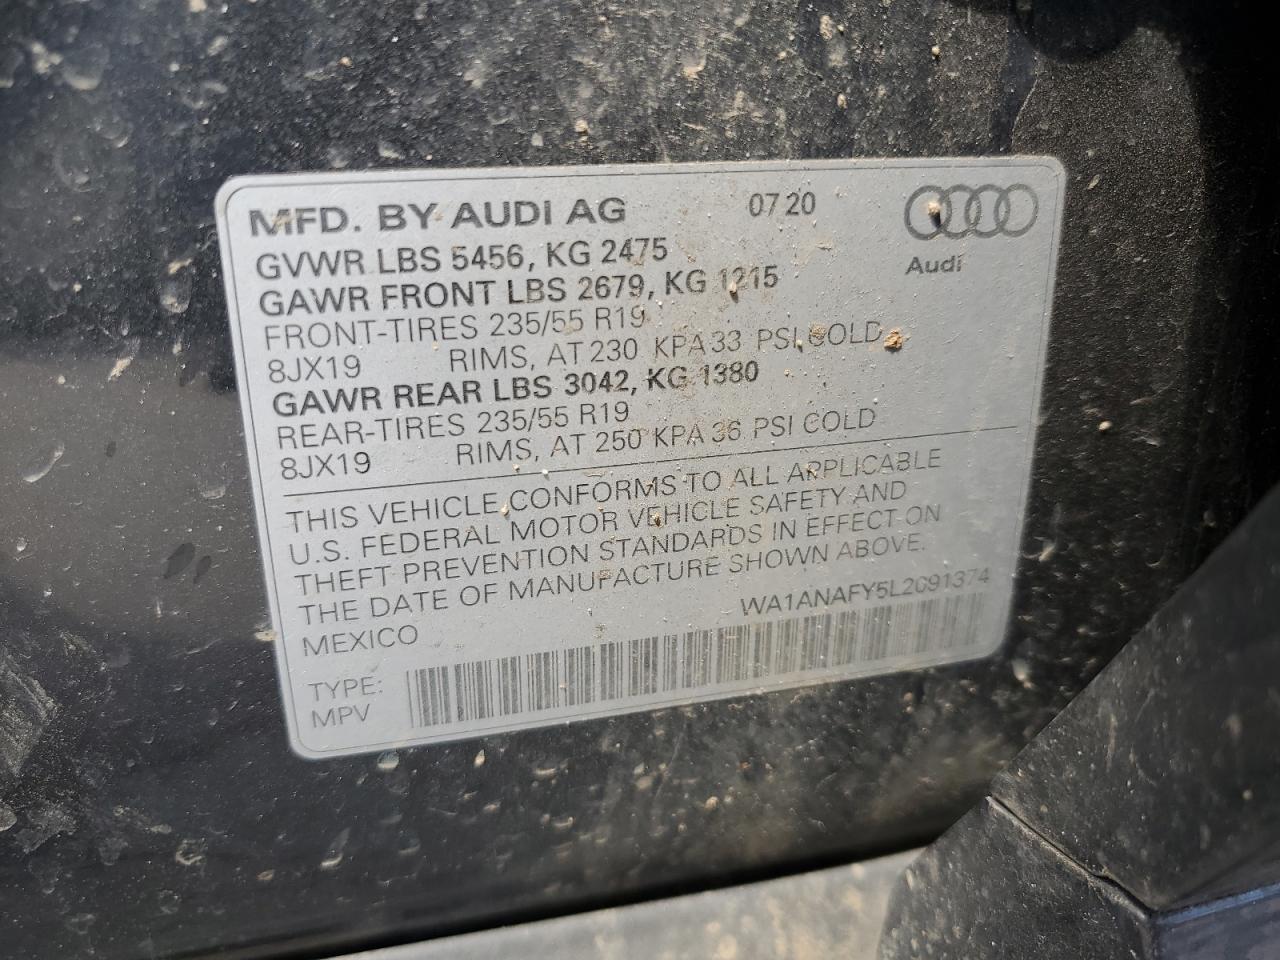 MFD. BY AUDI AG 07 20
Audi
GVWR LBS 5456, KG 2475
GAWR FRONT LBS 2679, KG 1215
FRONT-TIRES 235/55 R19
8JX19 RIMS, AT 230 KPA 33 PSI COLD
GAWR REAR LBS 3042, KG 1380
REAR-TIRES 235/55 R19
8JX19 RIMS, AT 250 KPA 36 PSI COLD
THIS VEHICLE CONFORMS TO ALL APPLICABLE
U.S. FEDERAL MOTOR VEHICLE SAFETY AND
THEFT PREVENTION STANDARDS IN EFFECT ON
THE DATE OF MANUFACTURE SHOWN ABOVE.
MEXICO WA1ANAFY5L2091374
TYPE:
MPV